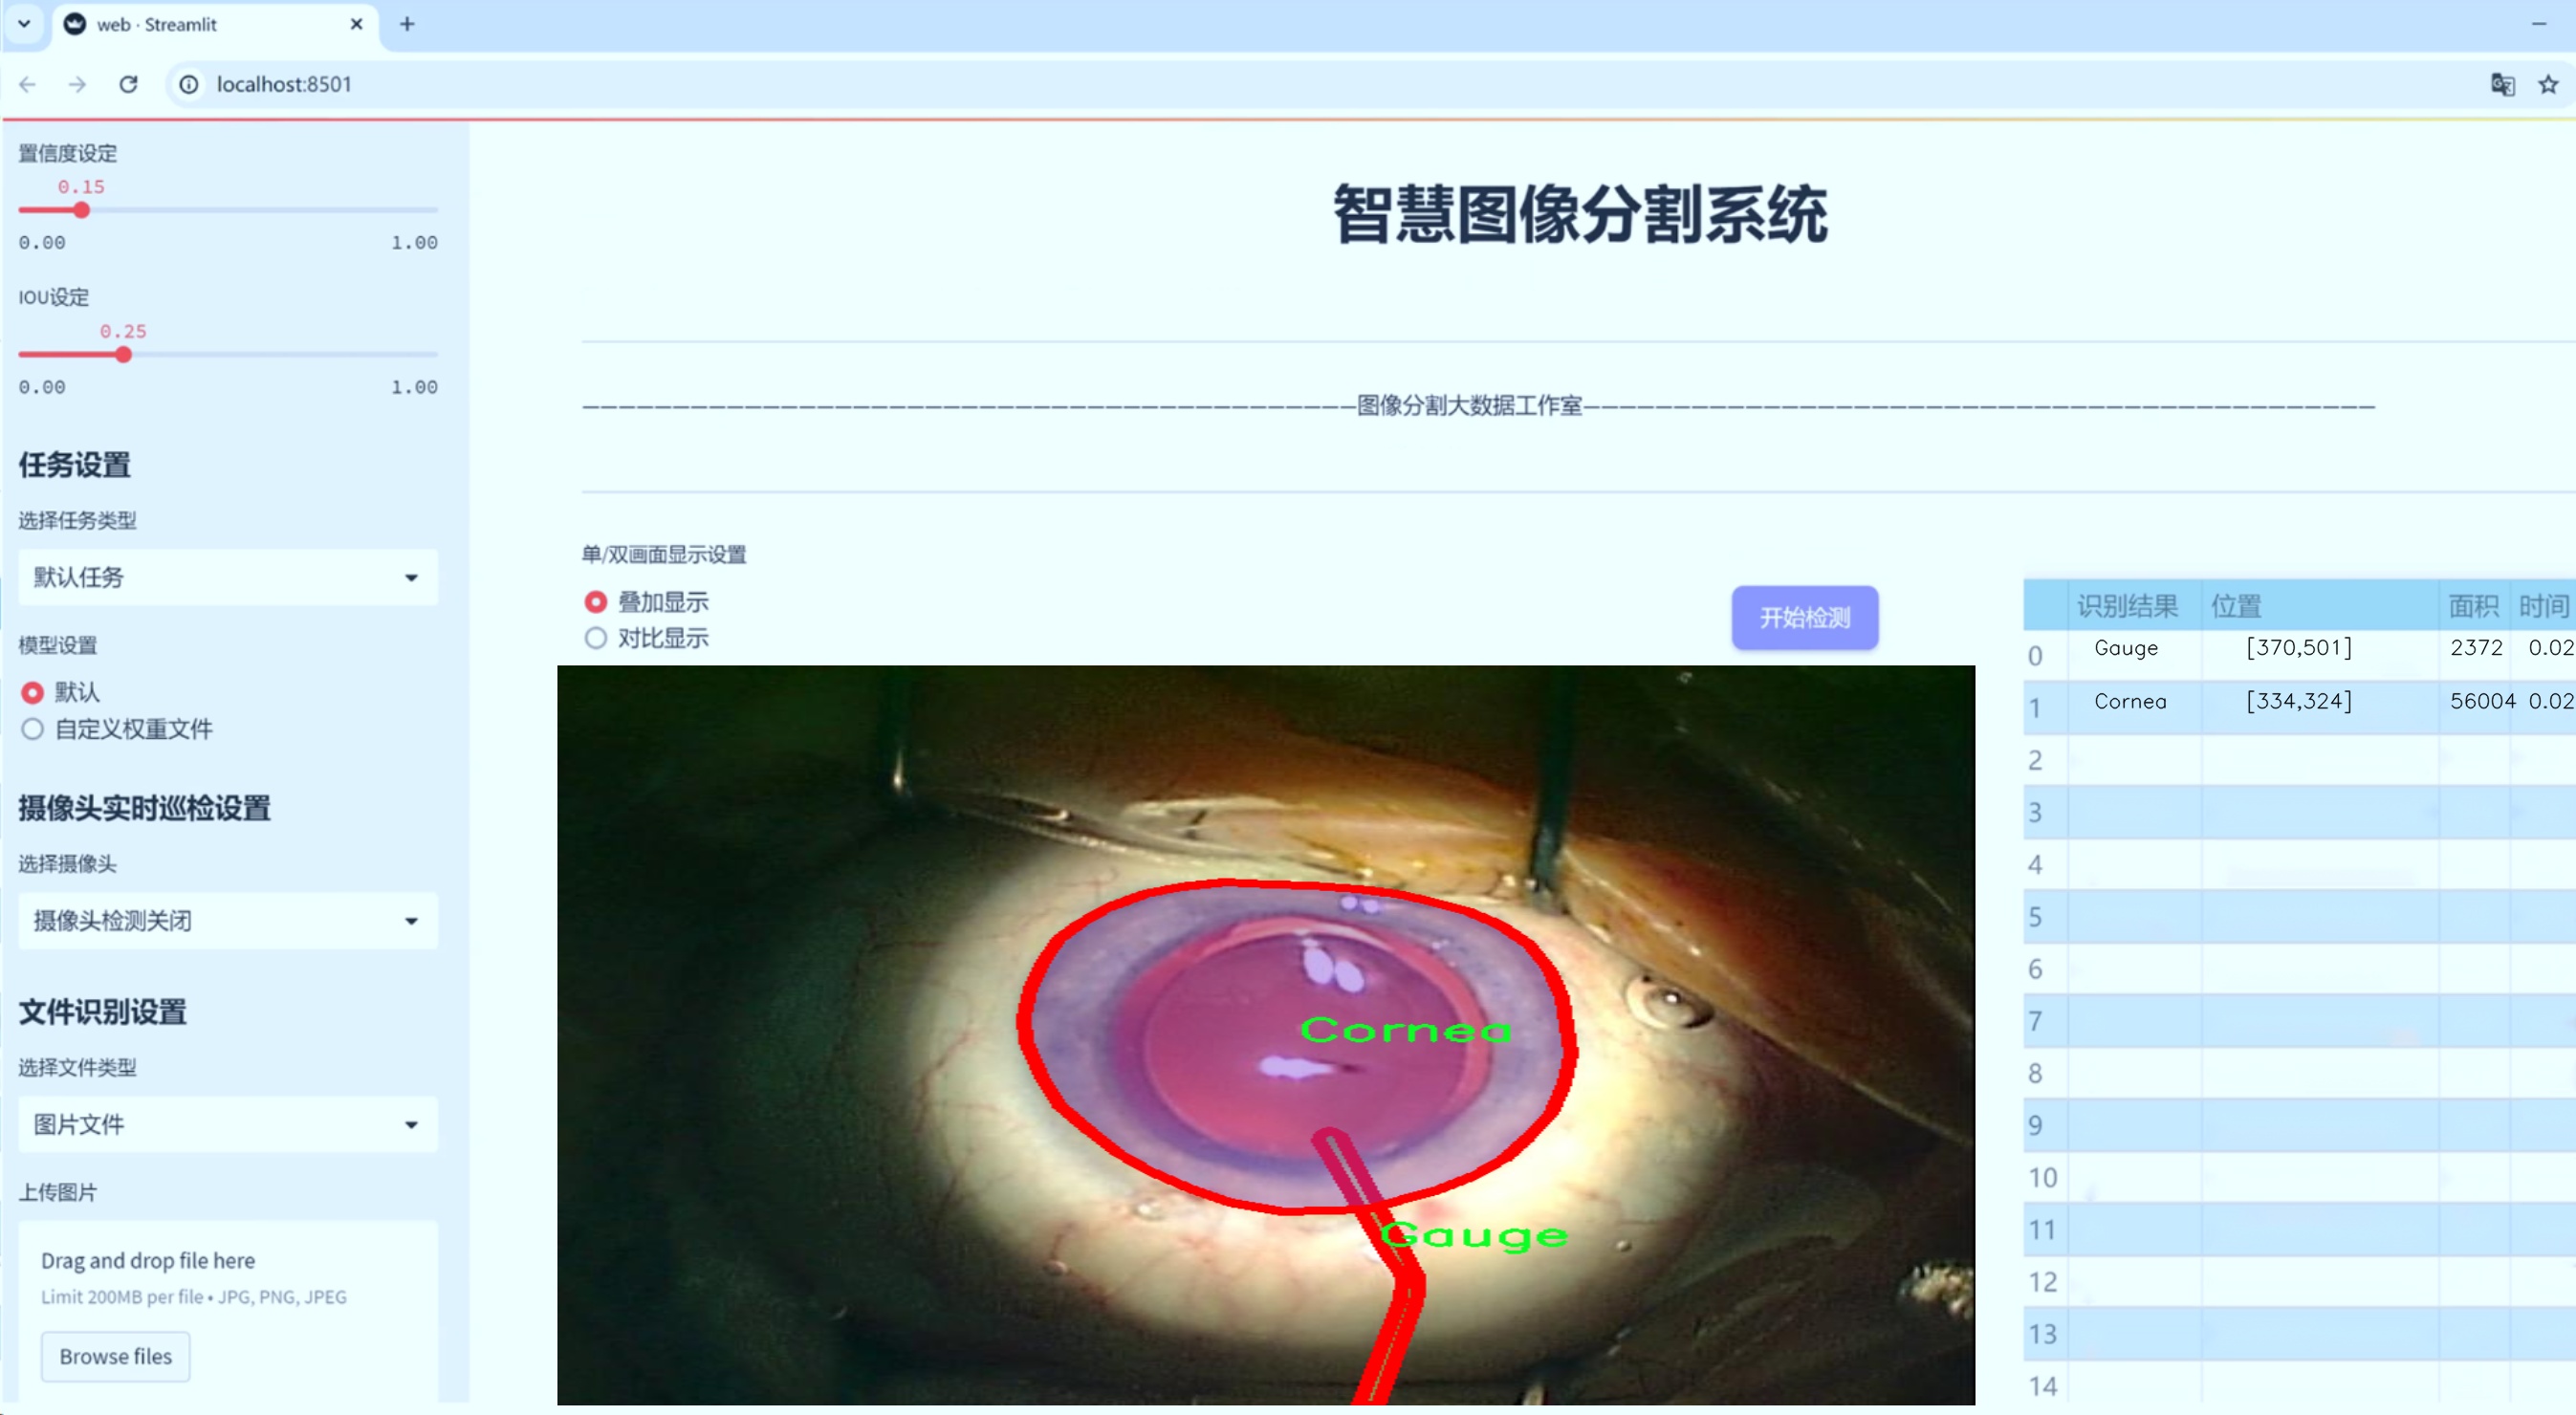 web · Streamlit
localhost:8501
置信度设定
0.15
0.00 1.00
IOU设定
0.25
0.00 1.00
任务设置
选择任务类型
默认任务
模型设置
默认
自定义权重文件
摄像头实时巡检设置
选择摄像头
摄像头检测关闭
文件识别设置
选择文件类型
图片文件
上传图片
Drag and drop file here
Limit 200MB per file • JPG, PNG, JPEG
Browse files
智慧图像分割系统
图像分割大数据工作室
单/双画面显示设置
叠加显示
对比显示
开始检测
Cornea
Gauge
识别结果 位置 面积 时间
0 Gauge [370,501] 2372 0.02
1 Cornea [334,324] 56004 0.02
2
3
4
5
6
7
8
9
10
11
12
13
14